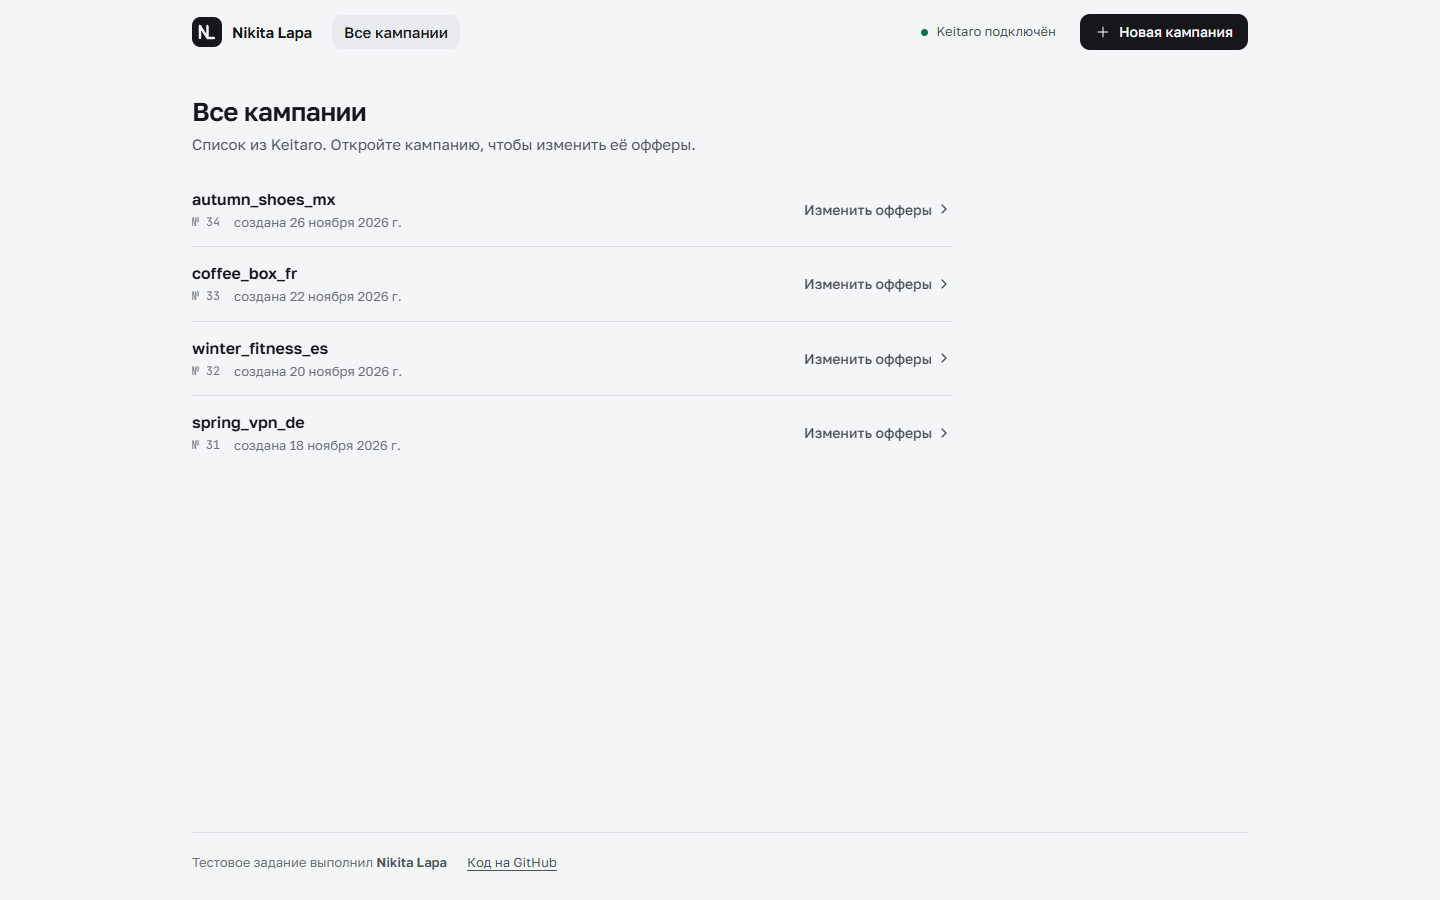 NL Nikita Lapa Все кампании Keitaro подключён + Новая кампания
Все кампании
Список из Keitaro. Откройте кампанию, чтобы изменить её офферы.
autumn_shoes_mx
№ 34 создана 26 ноября 2026 г. Изменить офферы
coffee_box_fr
№ 33 создана 22 ноября 2026 г. Изменить офферы
winter_fitness_es
№ 32 создана 20 ноября 2026 г. Изменить офферы
spring_vpn_de
№ 31 создана 18 ноября 2026 г. Изменить офферы
Тестовое задание выполнил Nikita Lapa Код на GitHub